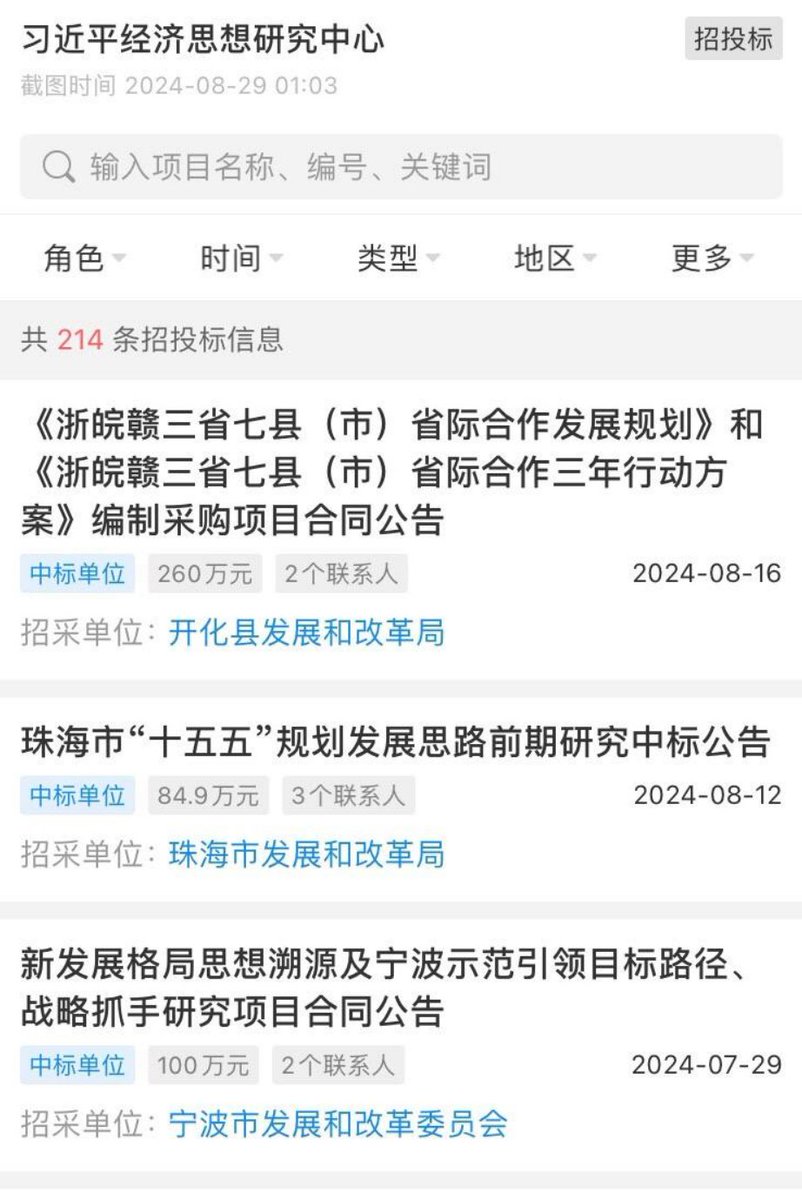 习近平经济思想研究中心
招投标
截图时间 2024-08-29 01:03
输入项目名称、编号、关键词
角色 时间 类型 地区 更多
共 214 条招投标信息
《浙皖赣三省七县（市）省际合作发展规划》和
《浙皖赣三省七县（市）省际合作三年行动方
案》编制采购项目合同公告
中标单位 260万元 2个联系人 2024-08-16
招采单位：开化县发展和改革局
珠海市“十五五”规划发展思路前期研究中标公告
中标单位 84.9万元 3个联系人 2024-08-12
招采单位：珠海市发展和改革局
新发展格局思想溯源及宁波示范引领目标路径、
战略抓手研究项目合同公告
中标单位 100万元 2个联系人 2024-07-29
招采单位：宁波市发展和改革委员会